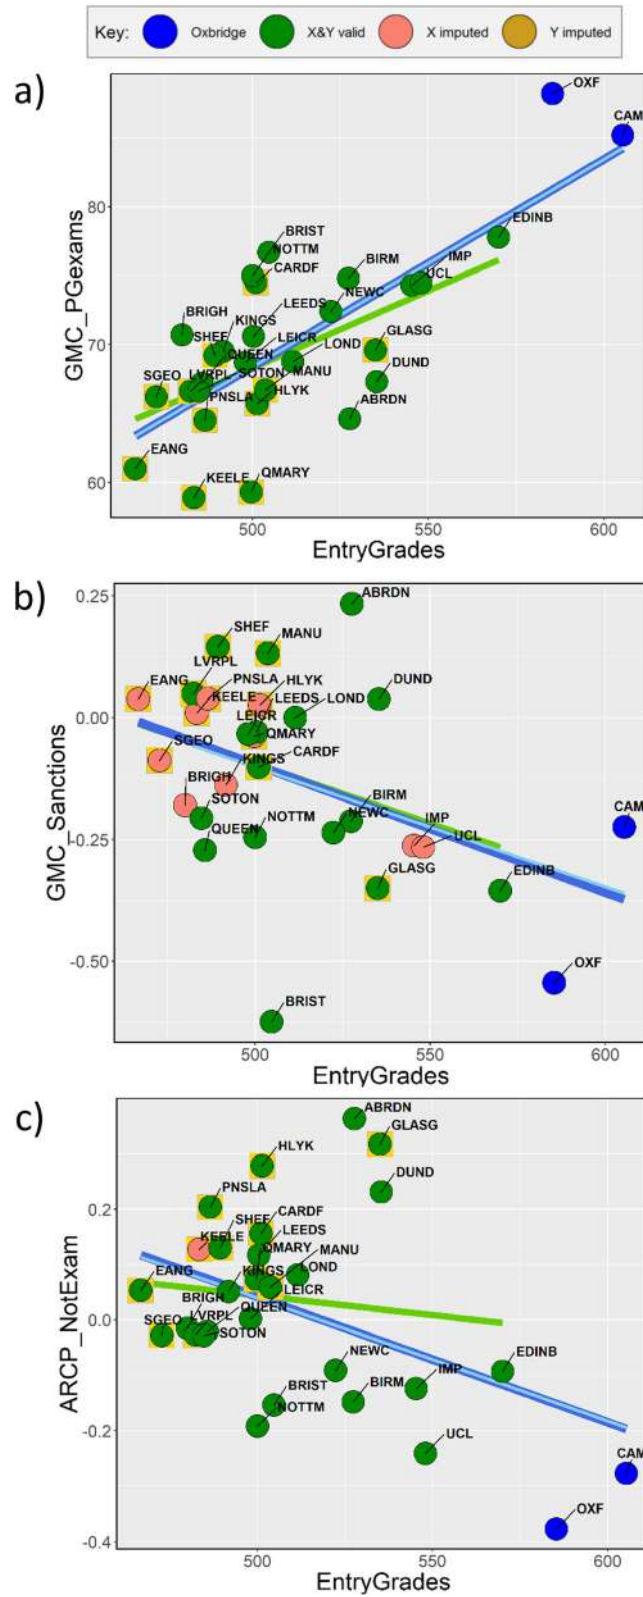 Key: Oxbridge X&Y valid X imputed Y imputed
a)
OXF
CAM
EDINB
BRIST
NOTTM
CARDF
BIRM
IMP
UCL
NEWC
LEEDS
BRIGH
KINGS
SHEF
QUEEN
LEICR
LOND
GLASG
DUND
ABRDN
LVRPL
SOTON
MANU
HLYK
SGEO
PNSLA
EANG
KEELE
QMARY
80
70
60
GMC_PGexams
500 550 600
EntryGrades
b)
0.25
0.00
-0.25
-0.50
GMC_Sanctions
ABRDN
SHEF
MANU
LVRPL
EANG
PNSLA
KEELE
HLYK
LEEDS
LOND
DUND
LEICR
QMARY
SGEO
KINGS
CARDF
BRIGH
SOTON
NOTTM
QUEEN
BIRM
NEWC
IMP
UCL
CAM
GLASG
EDINB
OXF
BRIST
500 550 600
EntryGrades
c)
0.2
0.0
-0.2
-0.4
ARCP_NotExam
ABRDN
GLASG
HLYK
DUND
PNSLA
SHEF
CARDF
KEELE
LEEDS
QMARY
MANU
LOND
EANG
KINGS
LEICR
BRIGH
SGEO
LVRPL
QUEEN
SOTON
NEWC
EDINB
BRIST
BIRM
IMP
NOTTM
UCL
CAM
OXF
500 550 600
EntryGrades